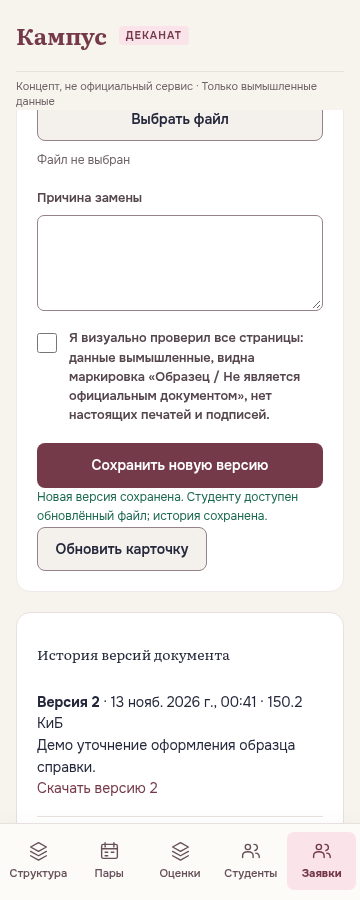 Кампус ДЕКАНАТ
Концепт, не официальный сервис · Только вымышленные
данные
Выбрать файл
Файл не выбран
Причина замены
Я визуально проверил все страницы:
данные вымышленные, видна
маркировка «Образец / Не является
официальным документом», нет
настоящих печатей и подписей.
Сохранить новую версию
Новая версия сохранена. Студенту доступен
обновлённый файл; история сохранена.
Обновить карточку
История версий документа
Версия 2 · 13 нояб. 2026 г., 00:41 · 150.2
КиБ
Демо уточнение оформления образца
справки.
Скачать версию 2
Структура Пары Оценки Студенты Заявки